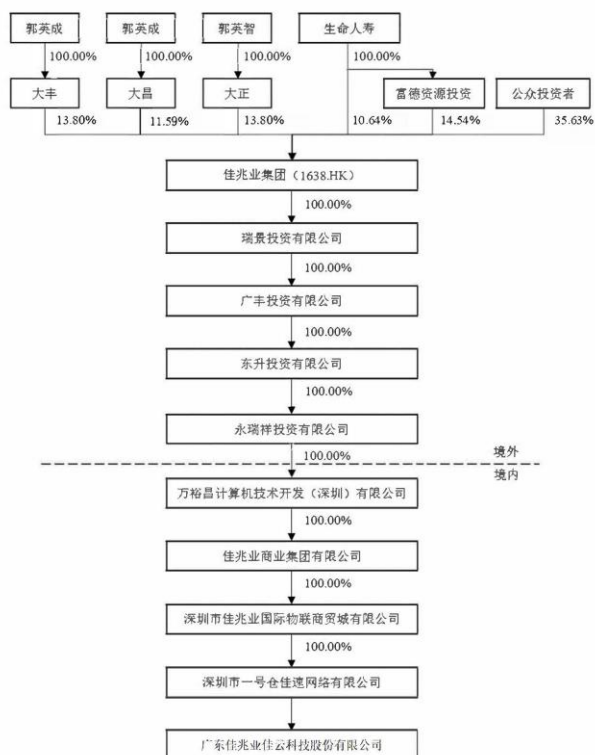 郭英成 郭英成 郭英智 生命人寿
100.00% 100.00% 100.00% 100.00%
大丰 大昌 大正 富德资源投资 公众投资者
13.80% 11.59% 13.80% 10.64% 14.54% 35.63%
佳兆业集团（1638.HK）
100.00%
瑞景投资有限公司
100.00%
广丰投资有限公司
100.00%
东升投资有限公司
100.00%
永瑞祥投资有限公司
100.00% 境外
境内
万裕昌计算机技术开发（深圳）有限公司
100.00%
佳兆业商业集团有限公司
100.00%
深圳市佳兆业国际物联商贸城有限公司
100.00%
深圳市一号仓佳速网络有限公司
广东佳兆业佳云科技股份有限公司